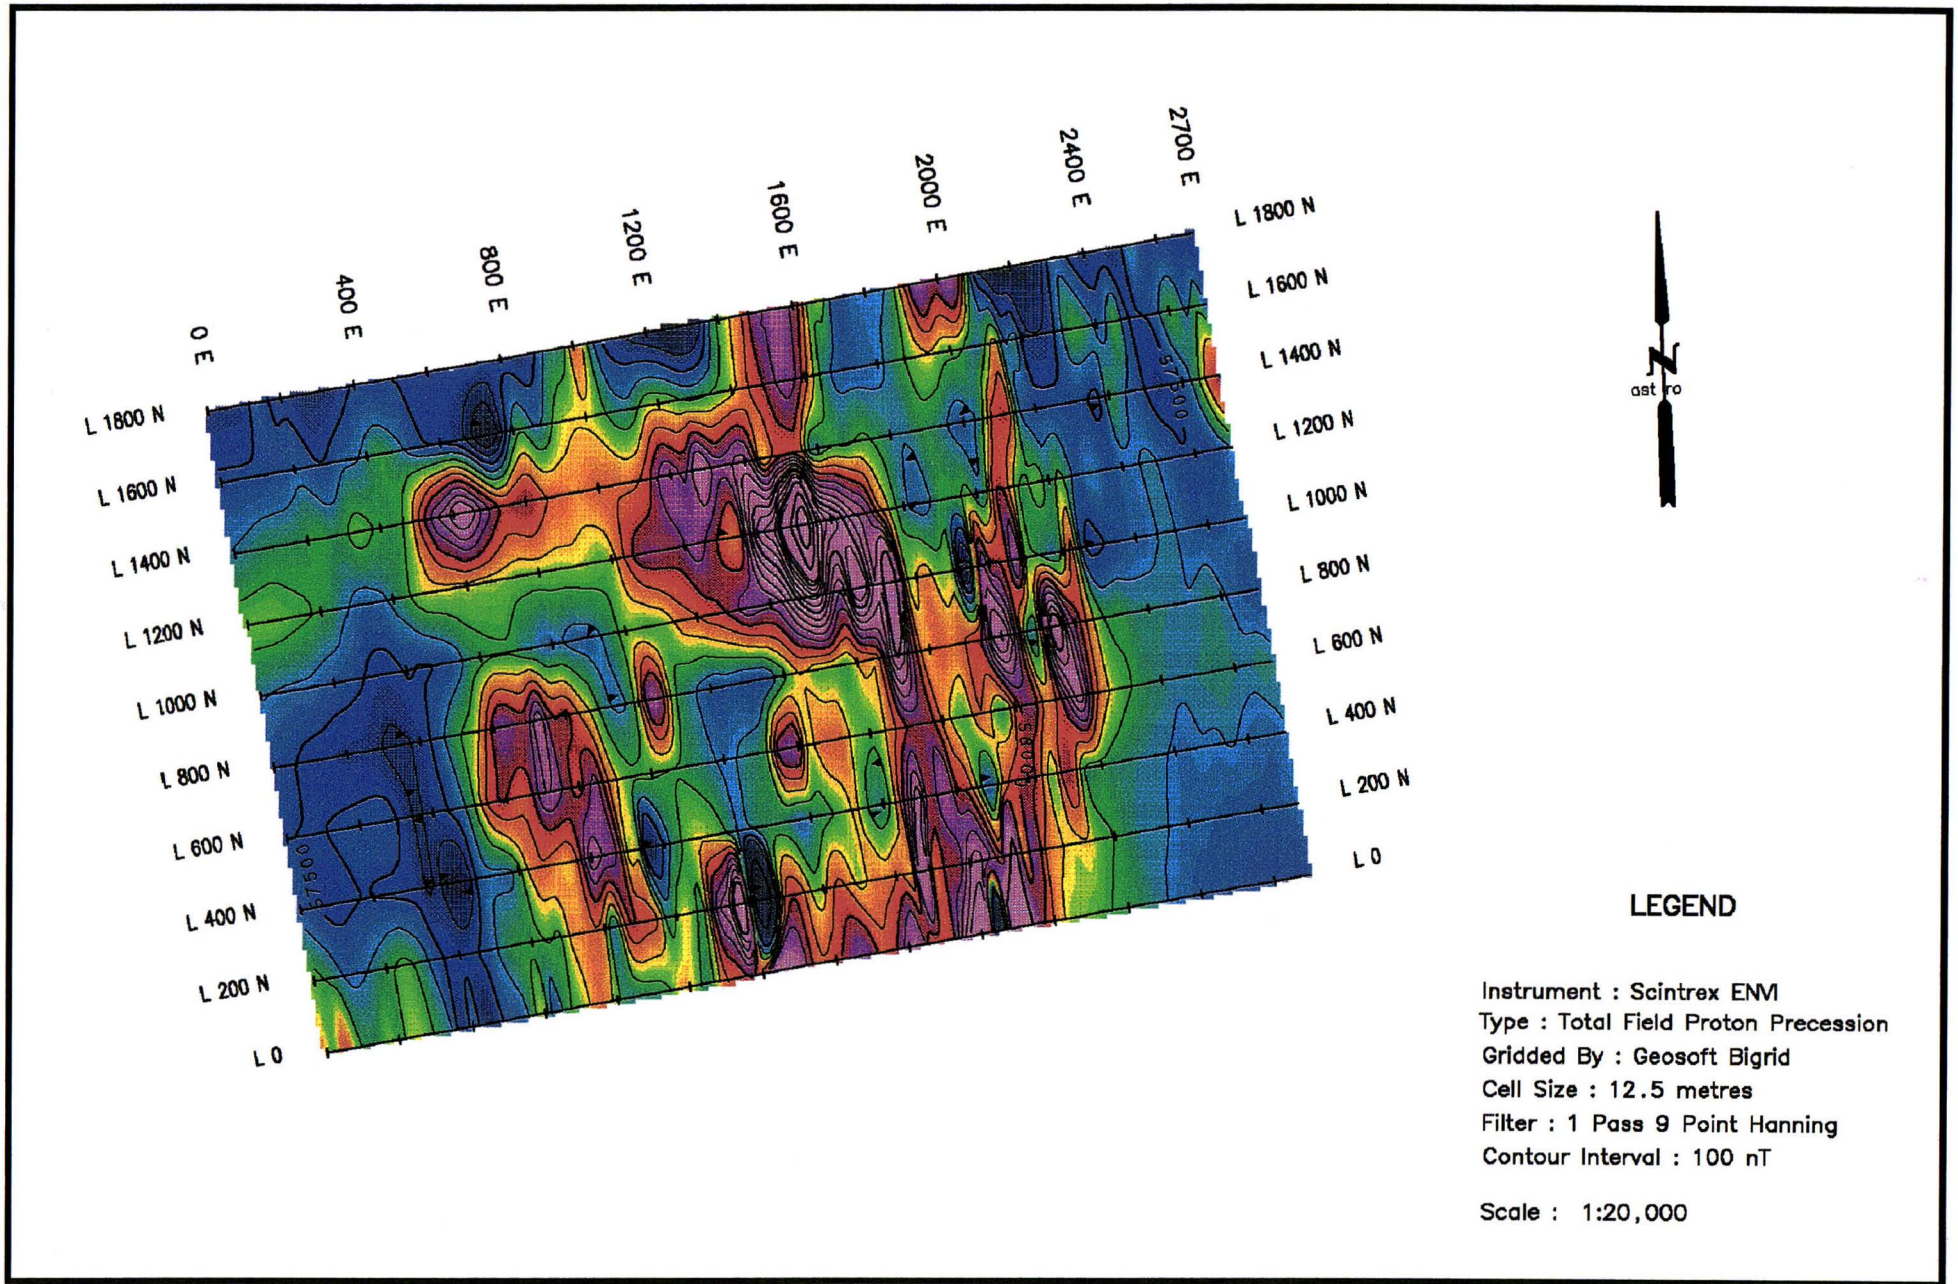 0 E
400 E
800 E
1200 E
1600 E
2000 E
2400 E
2700 E
L 1800 N
L 1600 N
L 1400 N
L 1200 N
L 1000 N
L 800 N
L 600 N
L 400 N
L 200 N
L 0
L 1800 N
L 1600 N
L 1400 N
L 1200 N
L 1000 N
L 800 N
L 600 N
L 400 N
L 200 N
L 0
57500
57500
58000
N
astro
LEGEND
Instrument : Scintrex ENVI
Type : Total Field Proton Precession
Gridded By : Geosoft Bigrid
Cell Size : 12.5 metres
Filter : 1 Pass 9 Point Hanning
Contour Interval : 100 nT
Scale : 1:20,000